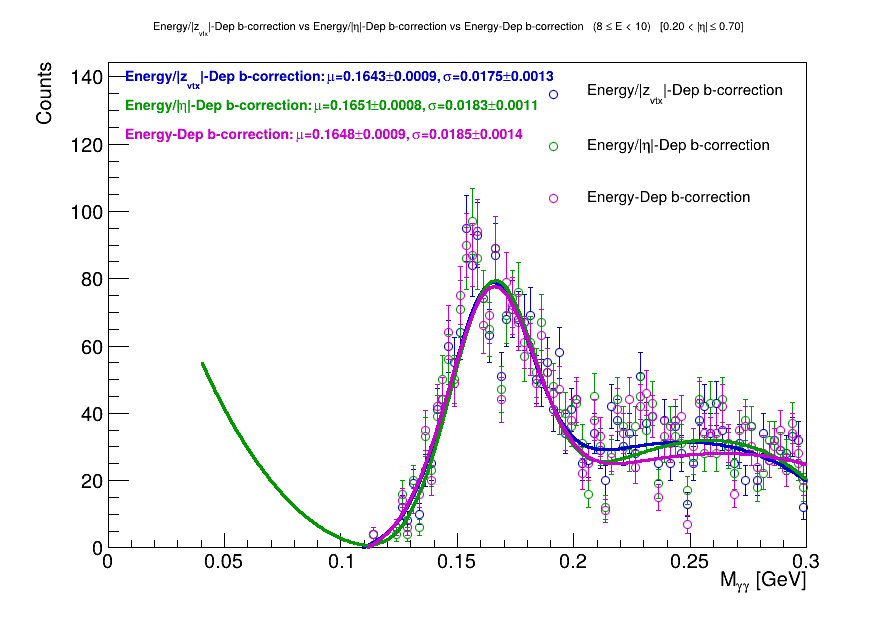 Energy/|z_vtx|-Dep b-correction vs Energy/|η|-Dep b-correction vs Energy-Dep b-correction (8 ≤ E < 10) [0.20 < |η| ≤ 0.70]
Counts
Energy/|z_vtx|-Dep b-correction: μ=0.1643±0.0009, σ=0.0175±0.0013
Energy/|η|-Dep b-correction: μ=0.1651±0.0008, σ=0.0183±0.0011
Energy-Dep b-correction: μ=0.1648±0.0009, σ=0.0185±0.0014
Energy/|z_vtx|-Dep b-correction
Energy/|η|-Dep b-correction
Energy-Dep b-correction
140
120
100
80
60
40
20
0
0 0.05 0.1 0.15 0.2 0.25 0.3
M_γγ [GeV]